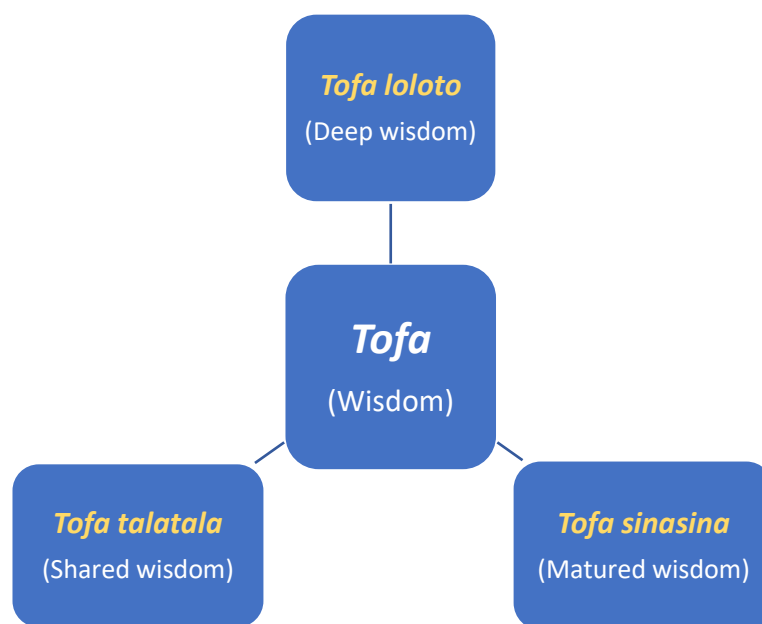 Tofa loloto
(Deep wisdom)
Tofa
(Wisdom)
Tofa talatala
(Shared wisdom)
Tofa sinasina
(Matured wisdom)